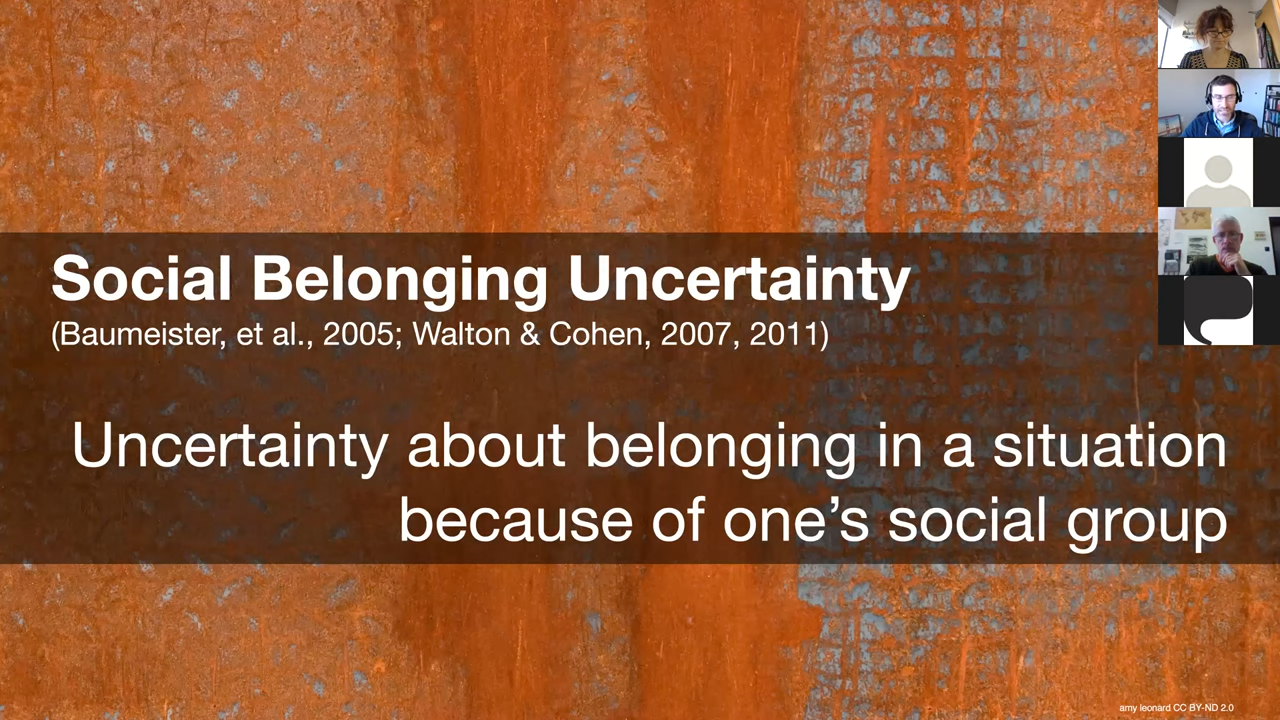 Social Belonging Uncertainty
(Baumeister, et al., 2005; Walton & Cohen, 2007, 2011)
Uncertainty about belonging in a situation
because of one’s social group
amy leonard CC BY-ND 2.0